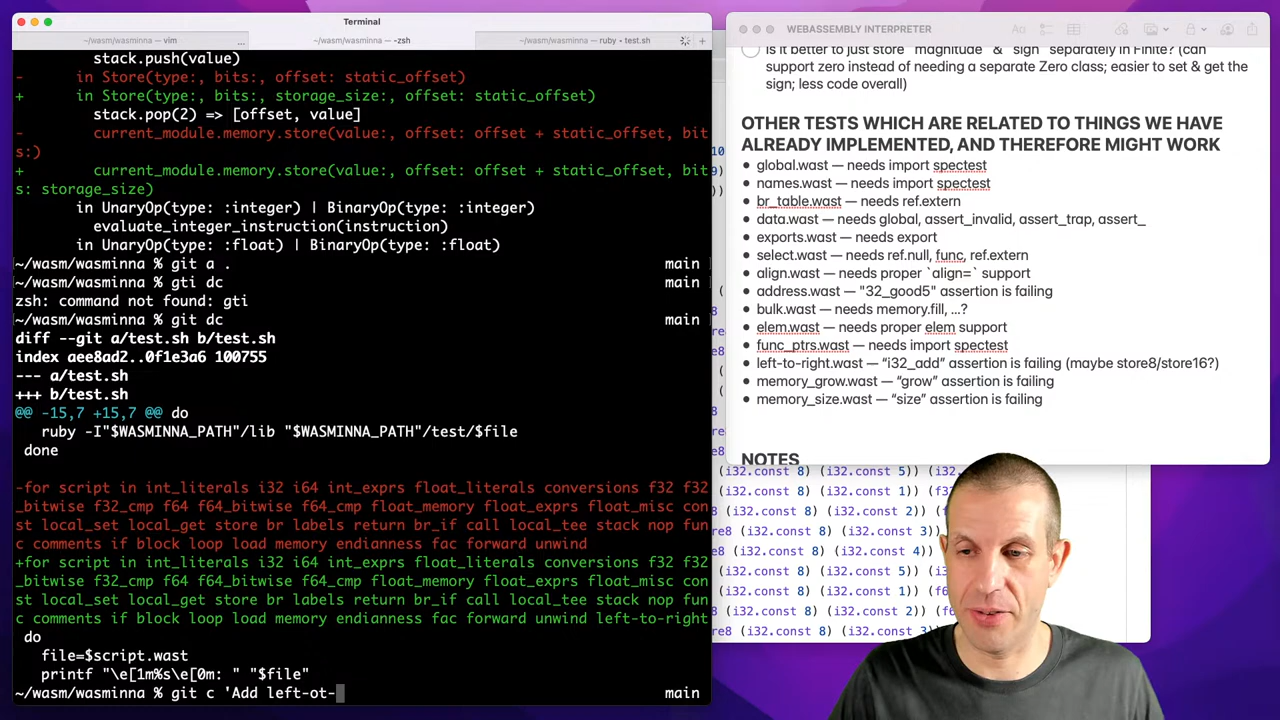 Terminal
~/wasm/wasminna — vim
...
~/wasm/wasminna — -zsh
~/wasm/wasminna — ruby ‹ test.sh
+
stack.push(value)
- in Store(type:, bits:, offset: static_offset)
+ in Store(type:, bits:, storage_size:, offset: static_offset)
stack.pop(2) => [offset, value]
- current_module.memory.store(value:, offset: offset + static_offset, bit
s:)
+ current_module.memory.store(value:, offset: offset + static_offset, bit
s: storage_size)
in UnaryOp(type: :integer) | BinaryOp(type: :integer)
evaluate_integer_instruction(instruction)
in UnaryOp(type: :float) | BinaryOp(type: :float)
~/wasm/wasminna % git a . main
~/wasm/wasminna % gti dc
zsh: command not found: gti
~/wasm/wasminna % git dc main
diff --git a/test.sh b/test.sh
index aee8ad2..0f1e3a6 100755
--- a/test.sh
+++ b/test.sh
@@ -15,7 +15,7 @@ do
ruby -I"$WASMINNA_PATH"/lib "$WASMINNA_PATH"/test/$file
done
-for script in int_literals i32 i64 int_exprs float_literals conversions f32 f32
_bitwise f32_cmp f64 f64_bitwise f64_cmp float_memory float_exprs float_misc con
st local_set local_get store br labels return br_if call local_tee stack nop fun
c comments if block loop load memory endianness fac forward unwind
+for script in int_literals i32 i64 int_exprs float_literals conversions f32 f32
_bitwise f32_cmp f64 f64_bitwise f64_cmp float_memory float_exprs float_misc con
st local_set local_get store br labels return br_if call local_tee stack nop fun
c comments if block loop load memory endianness fac forward unwind left-to-right
do
file=$script.wast
printf "\e[1m%s\e[0m: " "$file"
~/wasm/wasminna % git c 'Add left-ot- main
WEBASSEMBLY INTERPRETER
Aa
Is it better to just store "magnitude" & "sign" separately in Finite? (can
support zero instead of needing a separate Zero class; easier to set & get the
sign; less code overall)
OTHER TESTS WHICH ARE RELATED TO THINGS WE HAVE
ALREADY IMPLEMENTED, AND THEREFORE MIGHT WORK
• global.wast — needs import spectest
• names.wast — needs import spectest
• br_table.wast — needs ref.extern
• data.wast — needs global, assert_invalid, assert_trap, assert_
• exports.wast — needs export
• select.wast — needs ref.null, func, ref.extern
• align.wast — needs proper `align=` support
• address.wast — "32_good5" assertion is failing
• bulk.wast — needs memory.fill, …?
• elem.wast — needs proper elem support
• func_ptrs.wast — needs import spectest
• left-to-right.wast — “i32_add” assertion is failing (maybe store8/store16?)
• memory_grow.wast — “grow” assertion is failing
• memory_size.wast — “size” assertion is failing
NOTES
(i32.const 8) (i32.const 5)) (i32
(i32.const 8) (i32.const 1)) (f3
(i32.const 8) (i32.const 2))
re8 (i32.const 8) (i32.const 3))
(i32.const 8) (i32.const 4))
(i32.const 8) (i32.const 5))
(i32.const 8) (i32.const 1))
(i32.const 8) (i32.const 2))
re8 (i32.const 8) (i32.const 3))